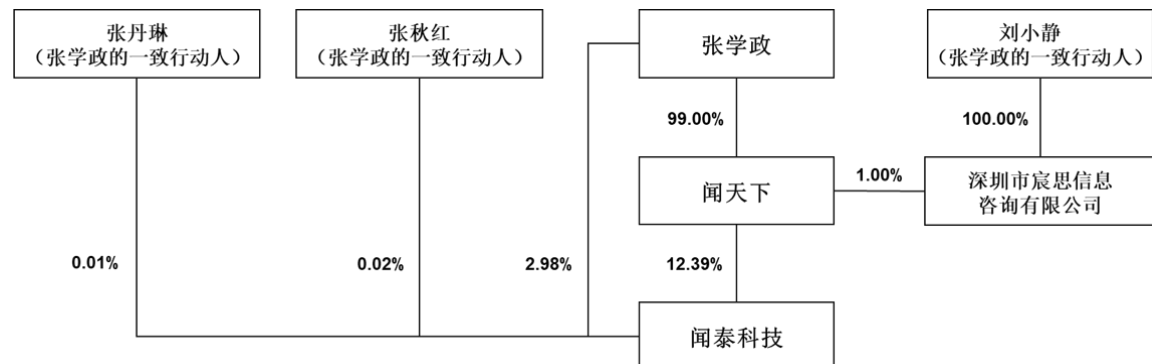 张丹琳
（张学政的一致行动人）
张秋红
（张学政的一致行动人）
张学政
刘小静
（张学政的一致行动人）
99.00%
100.00%
闻天下
1.00%
深圳市宸思信息
咨询有限公司
0.01%
0.02%
2.98%
12.39%
闻泰科技